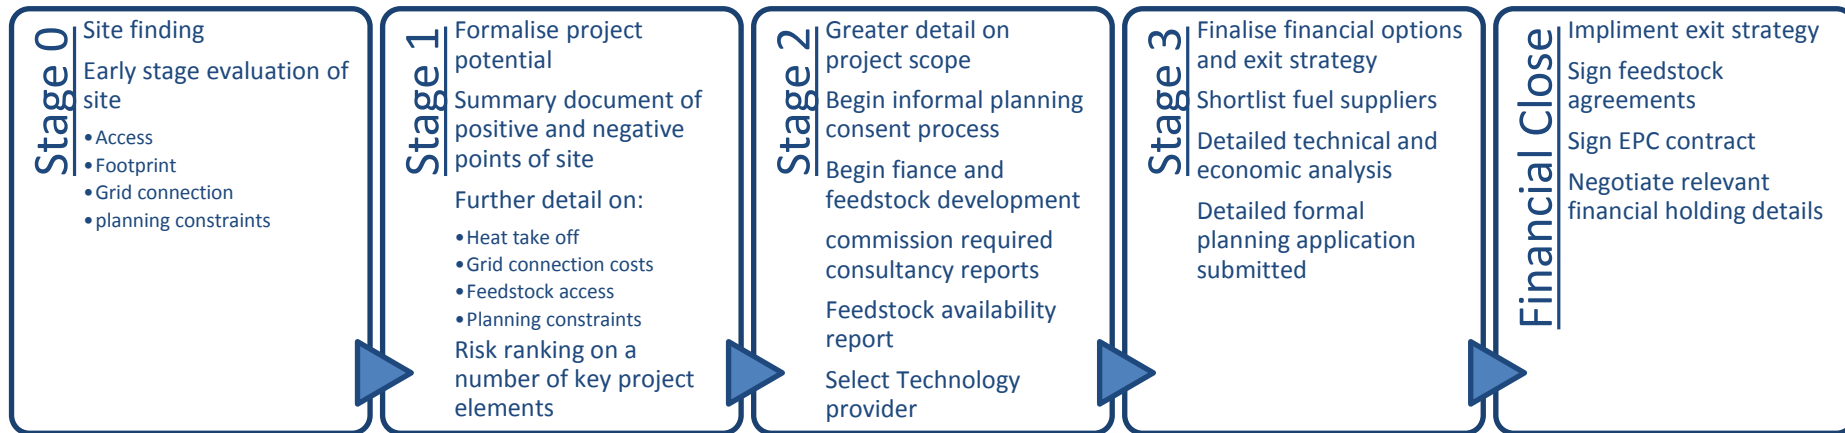 Stage 0
Site finding
Early stage evaluation of
site
•Access
•Footprint
•Grid connection
•planning constraints
Stage 1
Formalise project
potential
Summary document of
positive and negative
points of site
Further detail on:
•Heat take off
•Grid connection costs
•Feedstock access
•Planning constraints
Risk ranking on a
number of key project
elements
Stage 2
Greater detail on
project scope
Begin informal planning
consent process
Begin fiance and
feedstock development
commission required
consultancy reports
Feedstock availability
report
Select Technology
provider
Stage 3
Finalise financial options
and exit strategy
Shortlist fuel suppliers
Detailed technical and
economic analysis
Detailed formal
planning application
submitted
Financial Close
Impliment exit strategy
Sign feedstock
agreements
Sign EPC contract
Negotiate relevant
financial holding details